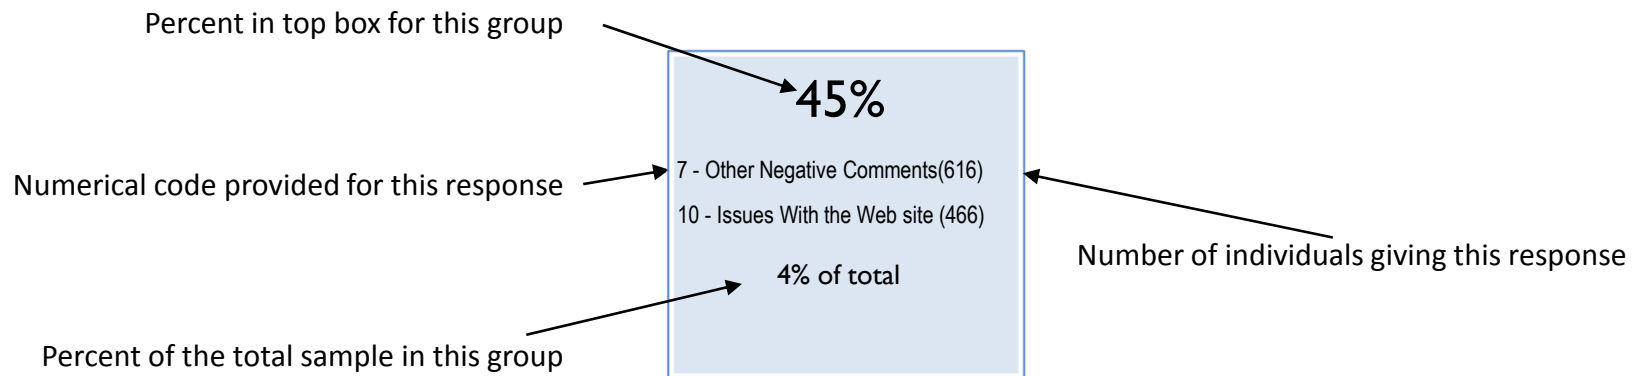 Percent in top box for this group
45%
7 - Other Negative Comments(616)
Numerical code provided for this response
10 - Issues With the Web site (466)
Number of individuals giving this response
4% of total
Percent of the total sample in this group